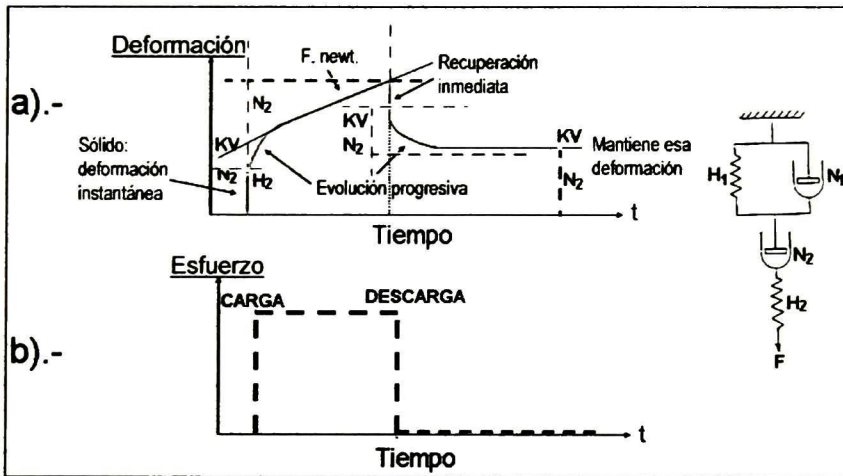 a).-
Deformación
F. newt.
Recuperación
inmediata
N2
KV
KV
N2
N2
H2
KV
N2
Sólido:
deformación
instantánea
Evolución progresiva
Mantiene esa
deformación
t
Tiempo
b).-
Esfuerzo
CARGA
DESCARGA
t
Tiempo
H1
N1
N2
H2
F